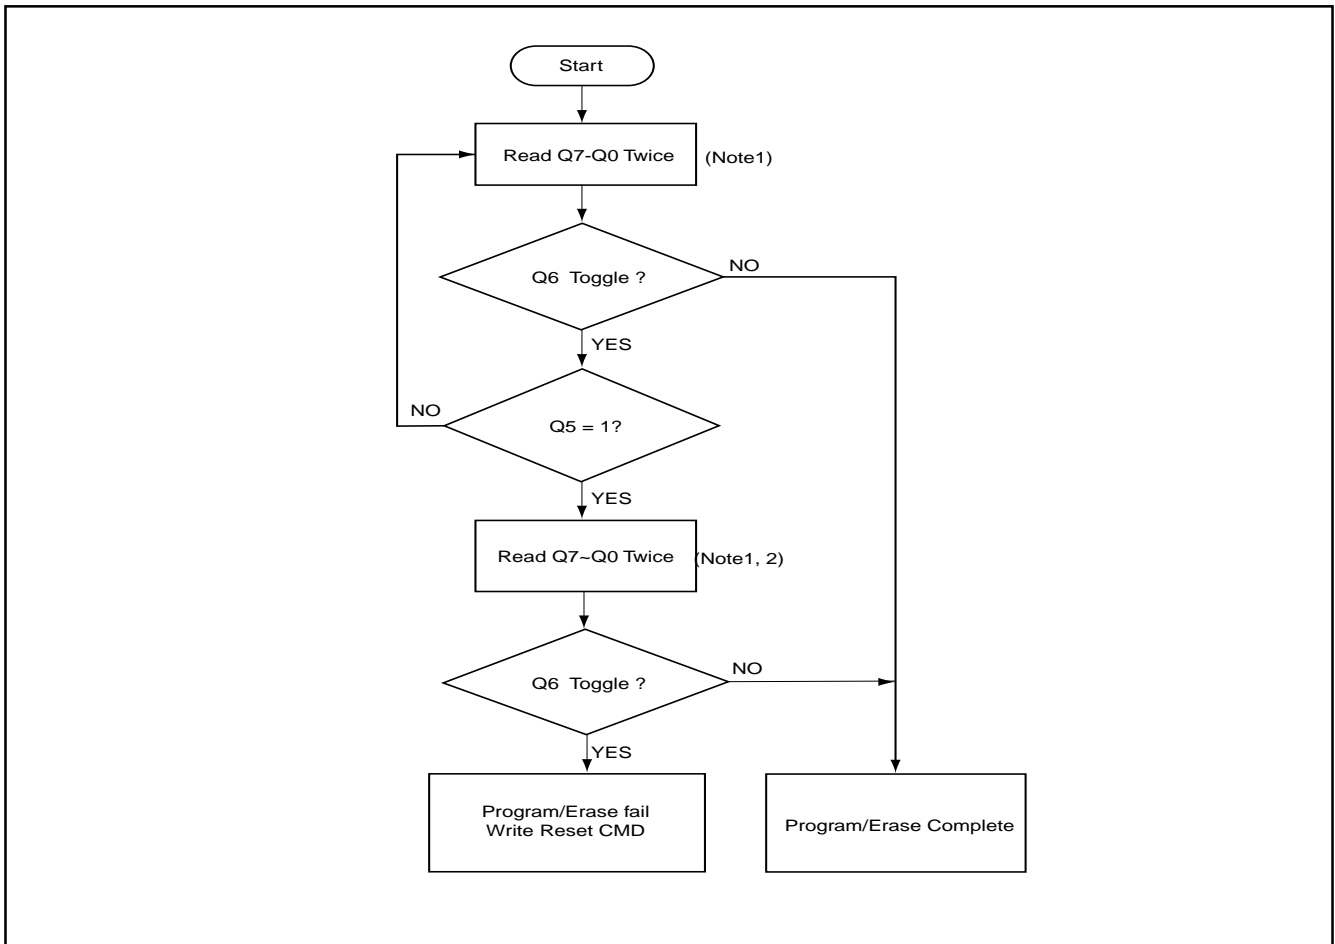 Start
Read Q7-Q0 Twice
(Note1)
Q6 Toggle ?
NO
YES
NO
Q5 = 1?
YES
Read Q7~Q0 Twice
(Note1, 2)
Q6 Toggle ?
NO
YES
Program/Erase fail
Write Reset CMD
Program/Erase Complete